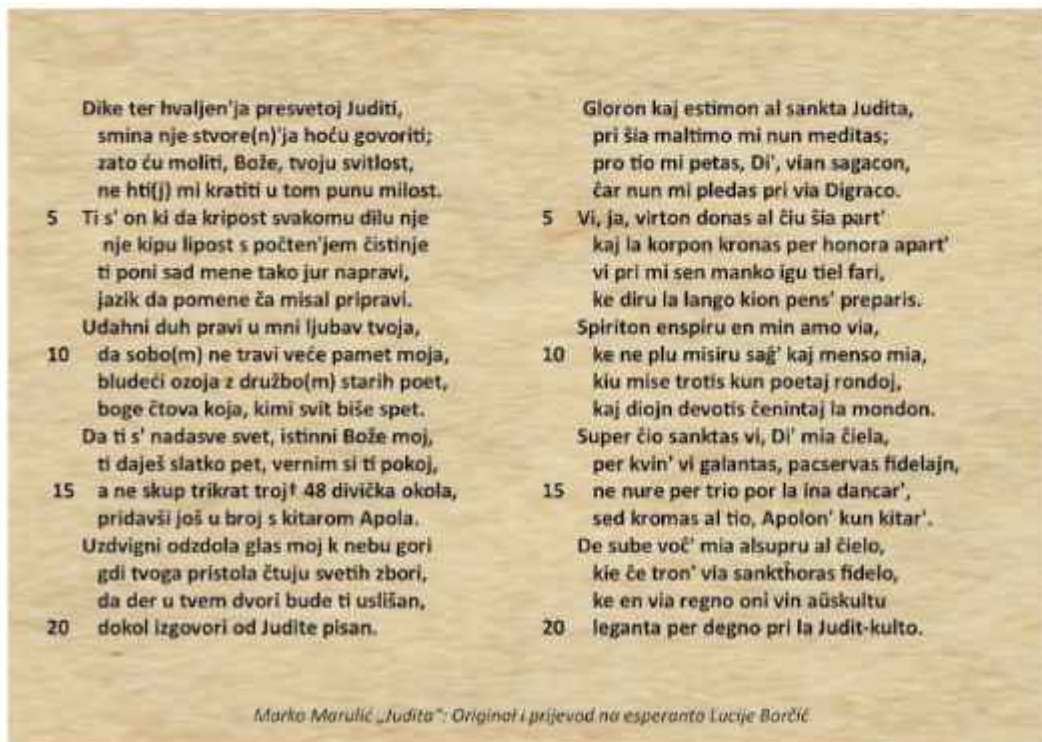 Dike ter hvaljen'ja presvetoj Juditi,
smina nje stvore(n)'ja hoću govoriti;
zato ću moliti, Bože, tvoju svitlost,
ne hti(j) mi kratiti u tom punu milost.
5 Ti s' on ki da kripost svakomu dilu nje
nje kipu lipost s počten'jem čistinje
ti poni sad mene tako jur napravi,
jazik da pomene ča misal pripravi.
Udahni duh pravi u mni ljubav tvoja,
10 da sobo(m) ne travi veće pamet moja,
bludeći ozoja z družbo(m) starih poet,
boge čtova koja, kimi svit biše spet.
Da ti s' nadasve svet, istinni Bože moj,
ti daješ slatko pet, vernim si ti pokoj,
15 a ne skup trikrat troj† 48 divička okola,
pridavši još u broj s kitarom Apola.
Uzdvigni odzdola glas moj k nebu gori
gdi tvoga pristola čtuju svetih zbori,
da der u tvem dvori bude ti uslišan,
20 dokol izgovori od Judite pisan.
Gloron kaj estimon al sankta Judita,
pri šia maltimo mi nun meditas;
pro tio mi petas, Di', vian sagacon,
ĉar nun mi pledas pri via Digraco.
5 Vi, ja, virton donas al ĉiu šia part'
kaj la korpon kronas per honora apart'
vi pri mi sen manko igu tiel fari,
ke diru la lango kion pens' preparis.
Spiriton enspiru en min amo via,
10 ke ne plu misiru saĝ' kaj menso mia,
kiu mise trotis kun poetaj rondoj,
kaj diojn devotis ĉenintaj la mondon.
Super ĉio sanktas vi, Di' mia ĉiela,
per kvin' vi galantas, pacservas fidelajn,
15 ne nure per trio por la ina dancar',
sed kromas al tio, Apolon' kun kitar'.
De sube voĉ' mia alsupru al ĉielo,
kie ĉe tron' via sanktĥoras fidelo,
ke en via regno oni vin aŭskultu
20 leganta per degno pri la Judit-kulto.
Marko Marulić „Judita": Original i prijevod na esperanto Lucije Borčić